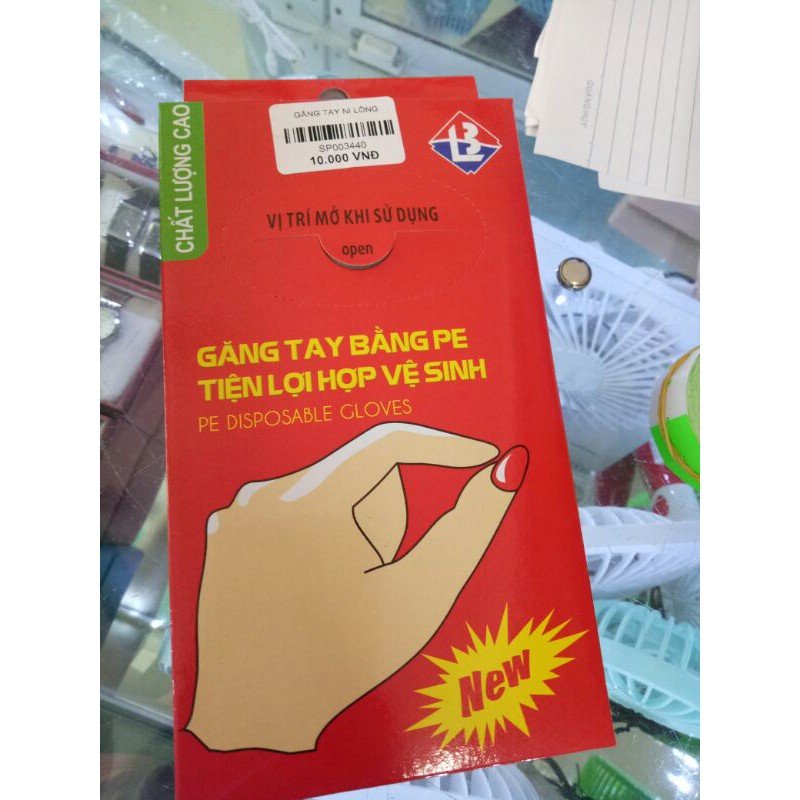 CHẤT LƯỢNG CAO
GĂNG TAY NI LÔNG
SP003440
10.000 VNĐ
LB
VỊ TRÍ MỞ KHI SỬ DỤNG
open
GĂNG TAY BẰNG PE
TIỆN LỢI HỢP VỆ SINH
PE DISPOSABLE GLOVES
New